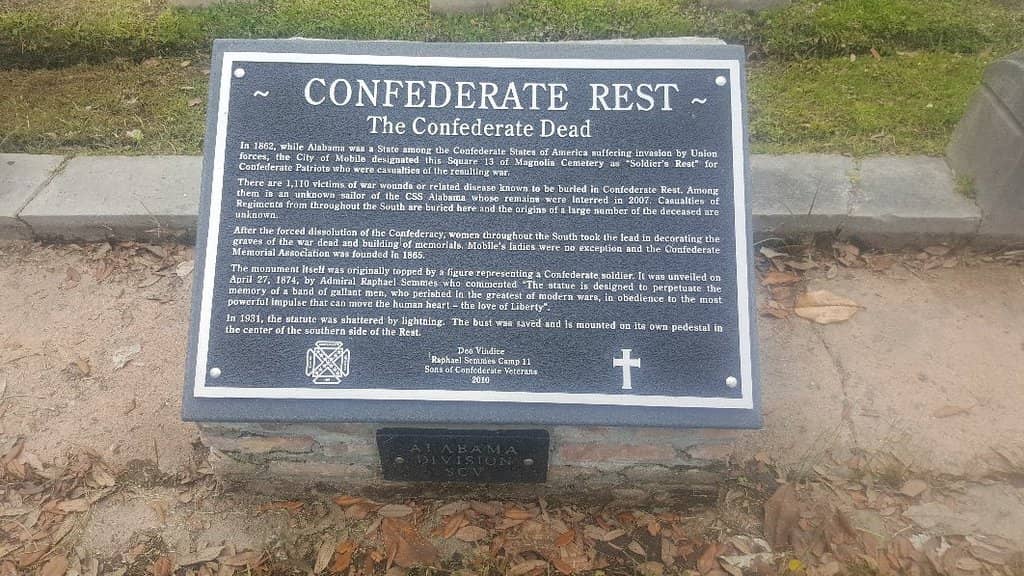 ~ CONFEDERATE REST ~
The Confederate Dead
In 1862, while Alabama was a State among the Confederate States of America suffering invasion by Union
forces, the City of Mobile designated this Square 13 of Magnolia Cemetery as "Soldier's Rest" for
Confederate Patriots who were casualties of the resulting war.
There are 1,110 victims of war wounds or related disease known to be buried in Confederate Rest. Among
them is an unknown sailor of the CSS Alabama whose remains were interred in 2007. Casualties of
Regiments from throughout the South are buried here and the origins of a large number of the deceased are
unknown.
After the forced dissolution of the Confederacy, women throughout the South took the lead in decorating the
graves of the war dead and building of memorials. Mobile's ladies were no exception and the Confederate
Memorial Association was founded in 1865.
The monument itself was originally topped by a figure representing a Confederate soldier. It was unveiled on
April 27, 1874, by Admiral Raphael Semmes who commented "The statue is designed to perpetuate the
memory of a band of gallant men, who perished in the greatest of modern wars, in obedience to the most
powerful impulse that can move the human heart – the love of Liberty".
In 1931, the statute was shattered by lightning. The bust was saved and is mounted on its own pedestal in
the center of the southern side of the Rest.
Deo Vindice
Raphael Semmes Camp 11
Sons of Confederate Veterans
2010
ALABAMA
DIVISION
SCV